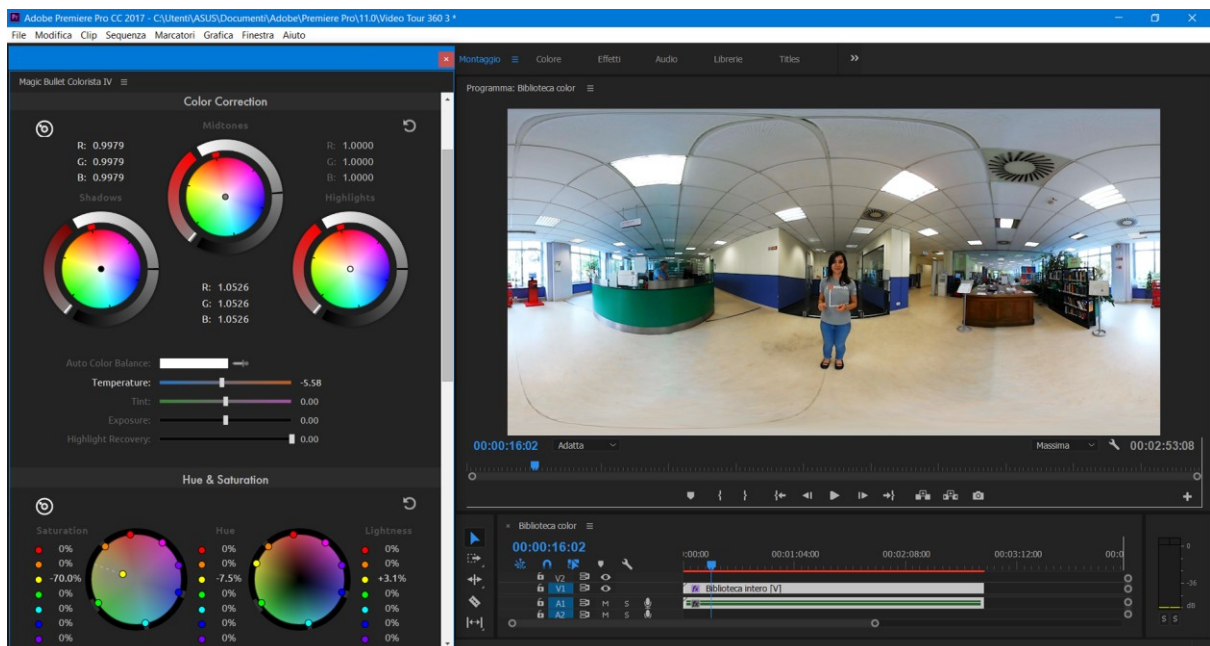 Adobe Premiere Pro CC 2017 - C:\Utenti\ASUS\Documenti\Adobe\Premiere Pro\11.0\Video Tour 360 3 *
File Modifica Clip Sequenza Marcatori Grafica Finestra Aiuto
Magic Bullet Colorista IV
Color Correction
Midtones
R: 0.9979
G: 0.9979
B: 0.9979
R: 1.0000
G: 1.0000
B: 1.0000
Shadows
Highlights
R: 1.0526
G: 1.0526
B: 1.0526
Auto Color Balance:
Temperature: -5.58
Tint: 0.00
Exposure: 0.00
Highlight Recovery: 0.00
Hue & Saturation
Saturation Hue Lightness
0% 0% 0%
0% 0% 0%
-70.0% -7.5% +3.1%
0% 0% 0%
0% 0% 0%
0% 0% 0%
0% 0% 0%
Montaggio Colore Effetti Audio Librerie Titles
Programma: Biblioteca color
00:00:16:02 Adatta Massima 00:02:53:08
Biblioteca color
00:00:16:02
:00:00 00:01:04:00 00:02:08:00 00:03:12:00 00:0
V2
V1 fx Biblioteca intero [V]
A1 M S fx
A2 M S
0
-36
dB
S S